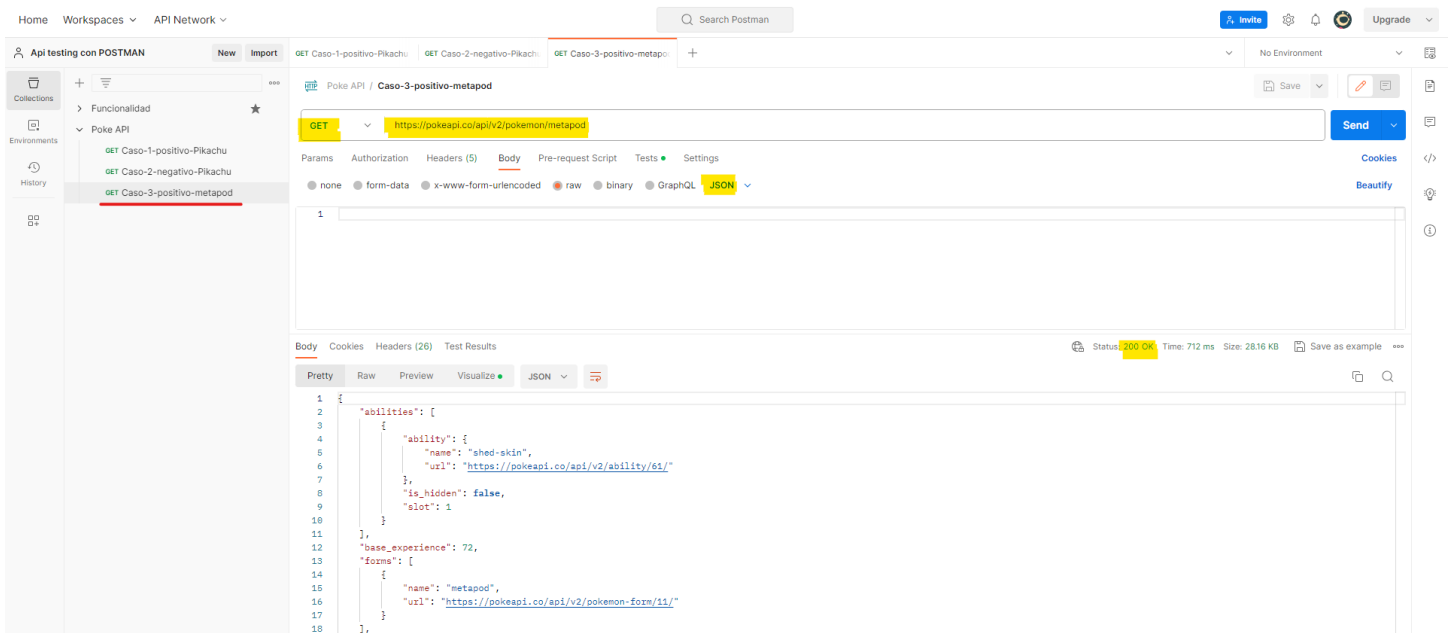 Home Workspaces API Network Search Postman Invite Upgrade
Api testing con POSTMAN New Import GET Caso-1-positivo-Pikachu GET Caso-2-negativo-Pikach GET Caso-3-positivo-metapo No Environment
Collections
Environments
History
Funcionalidad
Poke API
GET Caso-1-positivo-Pikachu
GET Caso-2-negativo-Pikachu
GET Caso-3-positivo-metapod
HTTP Poke API / Caso-3-positivo-metapod Save
GET https://pokeapi.co/api/v2/pokemon/metapod Send
Params Authorization Headers (5) Body Pre-request Script Tests Settings Cookies
none form-data x-www-form-urlencoded raw binary GraphQL JSON Beautify
1
Body Cookies Headers (26) Test Results Status: 200 OK Time: 712 ms Size: 28.16 KB Save as example
Pretty Raw Preview Visualize JSON
1 {
2 "abilities": [
3 {
4 "ability": {
5 "name": "shed-skin",
6 "url": "https://pokeapi.co/api/v2/ability/61/"
7 },
8 "is_hidden": false,
9 "slot": 1
10 }
11 ],
12 "base_experience": 72,
13 "forms": [
14 {
15 "name": "metapod",
16 "url": "https://pokeapi.co/api/v2/pokemon-form/11/"
17 }
18 ],